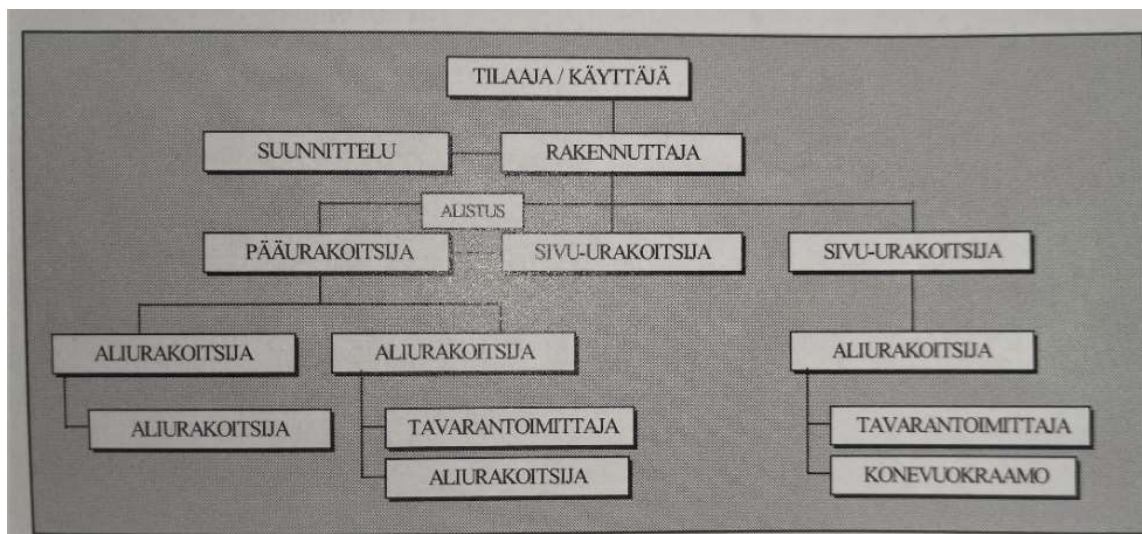 TILAAJA / KÄYTTÄJÄ
SUUNNITTELU
RAKENNUTTAJA
ALISTUS
PÄÄURAKOITSIJA
SIVU-URAKOITSIJA
SIVU-URAKOITSIJA
ALIURAKOITSIJA
ALIURAKOITSIJA
ALIURAKOITSIJA
ALIURAKOITSIJA
TAVARANTOIMITTAJA
TAVARANTOIMITTAJA
ALIURAKOITSIJA
KONEVUOKRAAMO